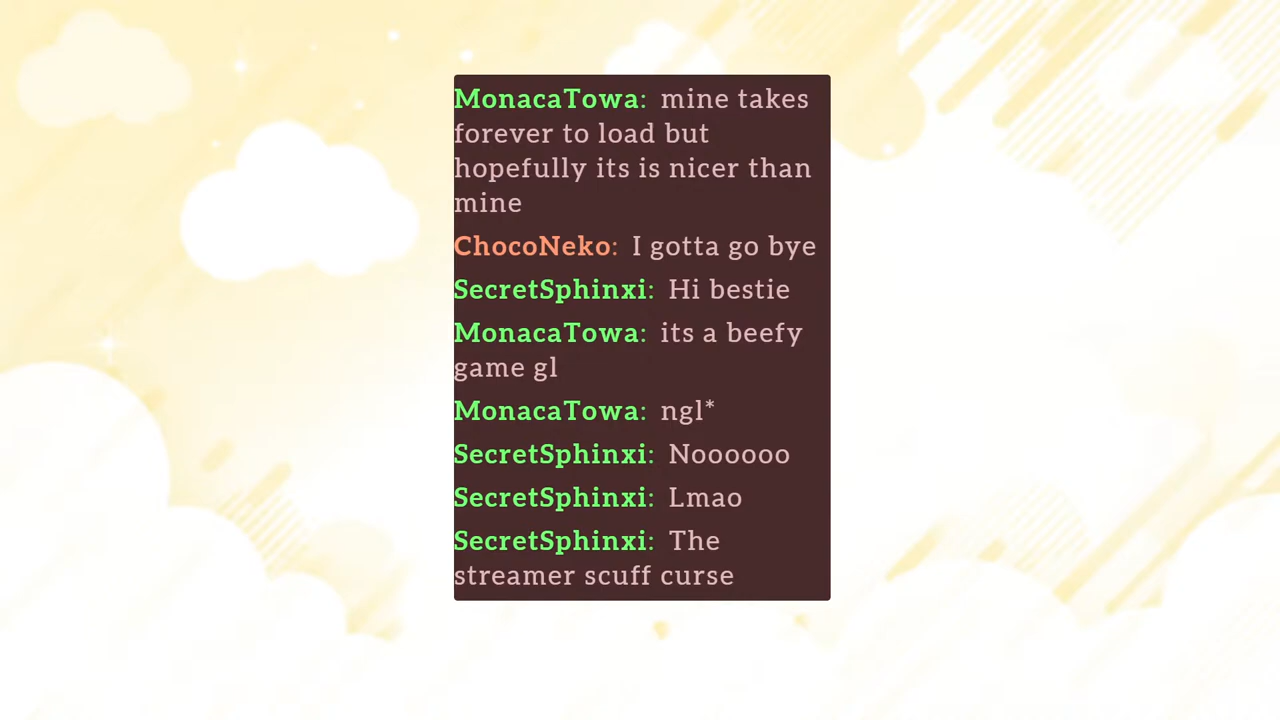 MonacaTowa: mine takes
forever to load but
hopefully its is nicer than
mine
ChocoNeko: I gotta go bye
SecretSphinxi: Hi bestie
MonacaTowa: its a beefy
game gl
MonacaTowa: ngl*
SecretSphinxi: Noooooo
SecretSphinxi: Lmao
SecretSphinxi: The
streamer scuff curse